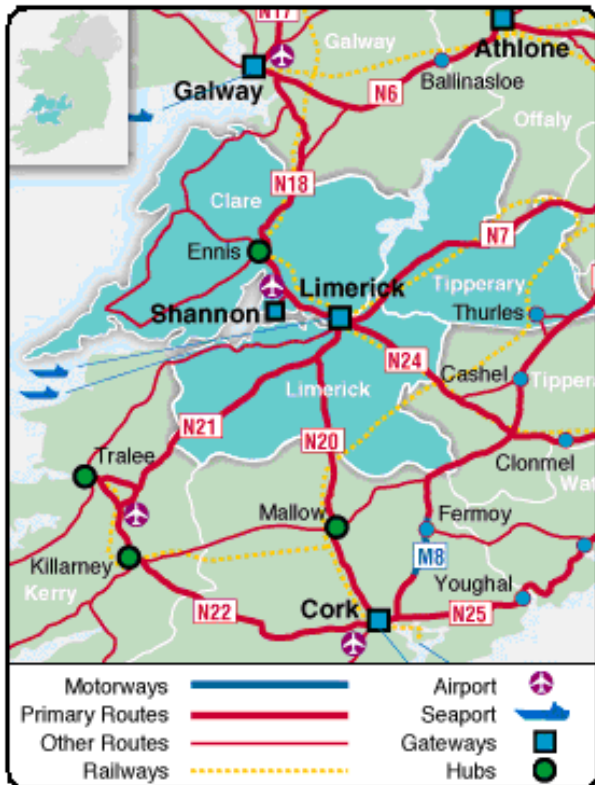 N17
Galway
Athlone
Galway
Ballinasloe
N6
Offaly
Clare
N18
N7
Ennis
Limerick
Tipperary
Shannon
Thurles
N24
Limerick
Cashel
Tippera
N21
N20
Tralee
Clonmel
Wat
Mallow
Fermoy
Killarney
M8
Youghal
Kerry
N22
Cork
N25
Motorways
Airport
Primary Routes
Seaport
Other Routes
Gateways
Railways
Hubs